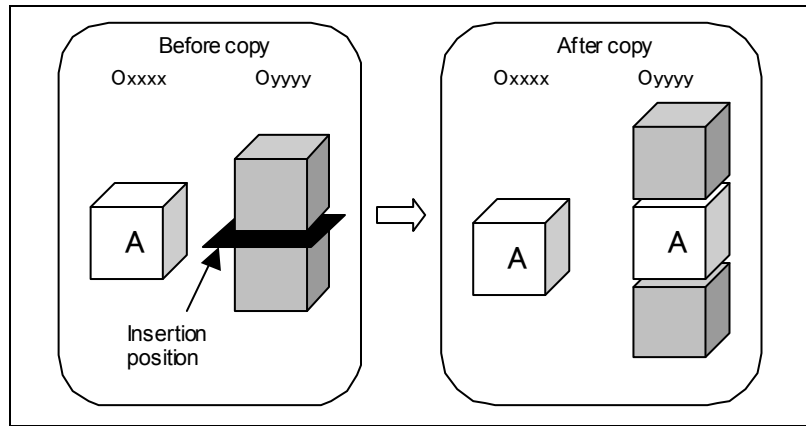 Before copy
Oxxxx Oyyyy
A
Insertion
position
After copy
Oxxxx Oyyyy
A A